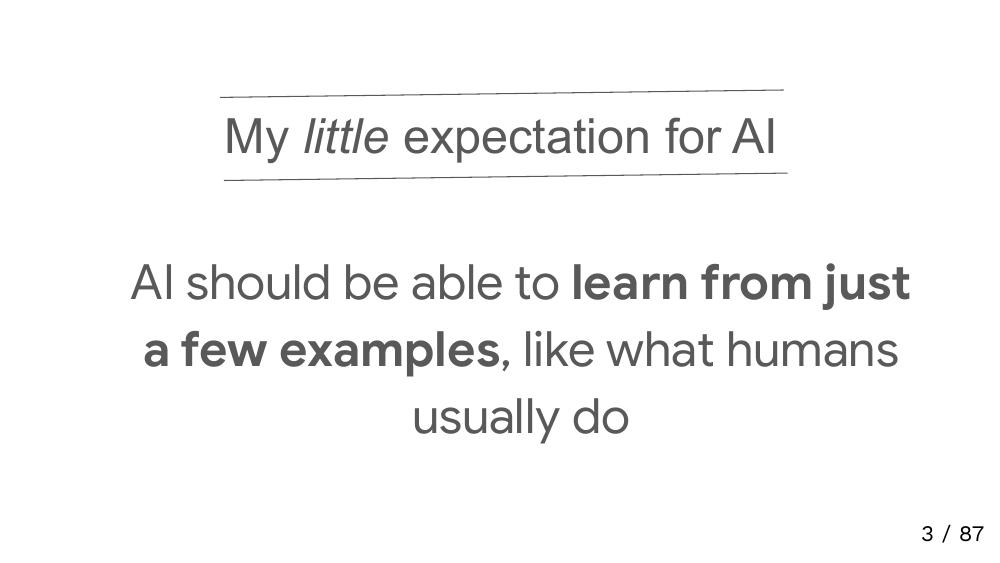 My little expectation for AI
AI should be able to learn from just
a few examples, like what humans
usually do
3 / 87